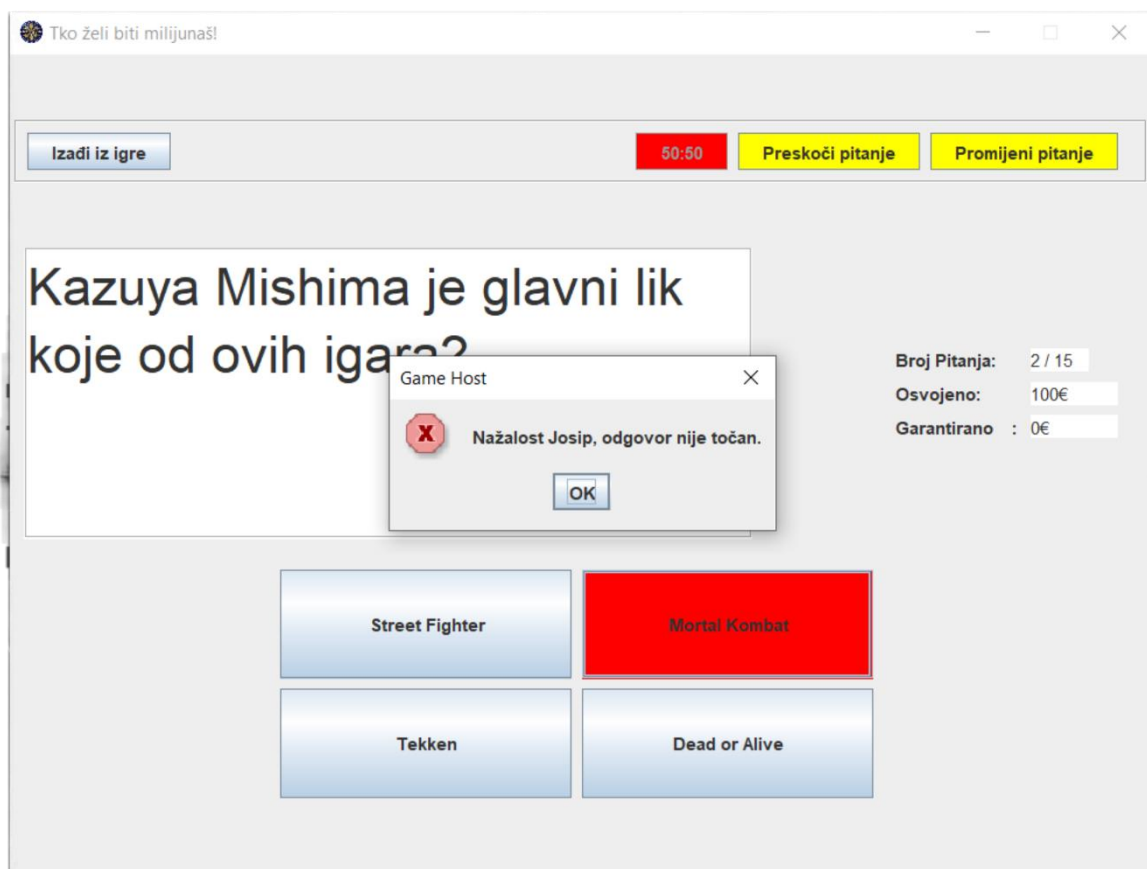 Tko želi biti milijunaš!
Izađi iz igre
50:50
Preskoči pitanje
Promijeni pitanje
Kazuya Mishima je glavni lik
koje od ovih igara?
Broj Pitanja: 2 / 15
Osvojeno: 100€
Garantirano : 0€
Game Host
Nažalost Josip, odgovor nije točan.
OK
Street Fighter
Mortal Kombat
Tekken
Dead or Alive